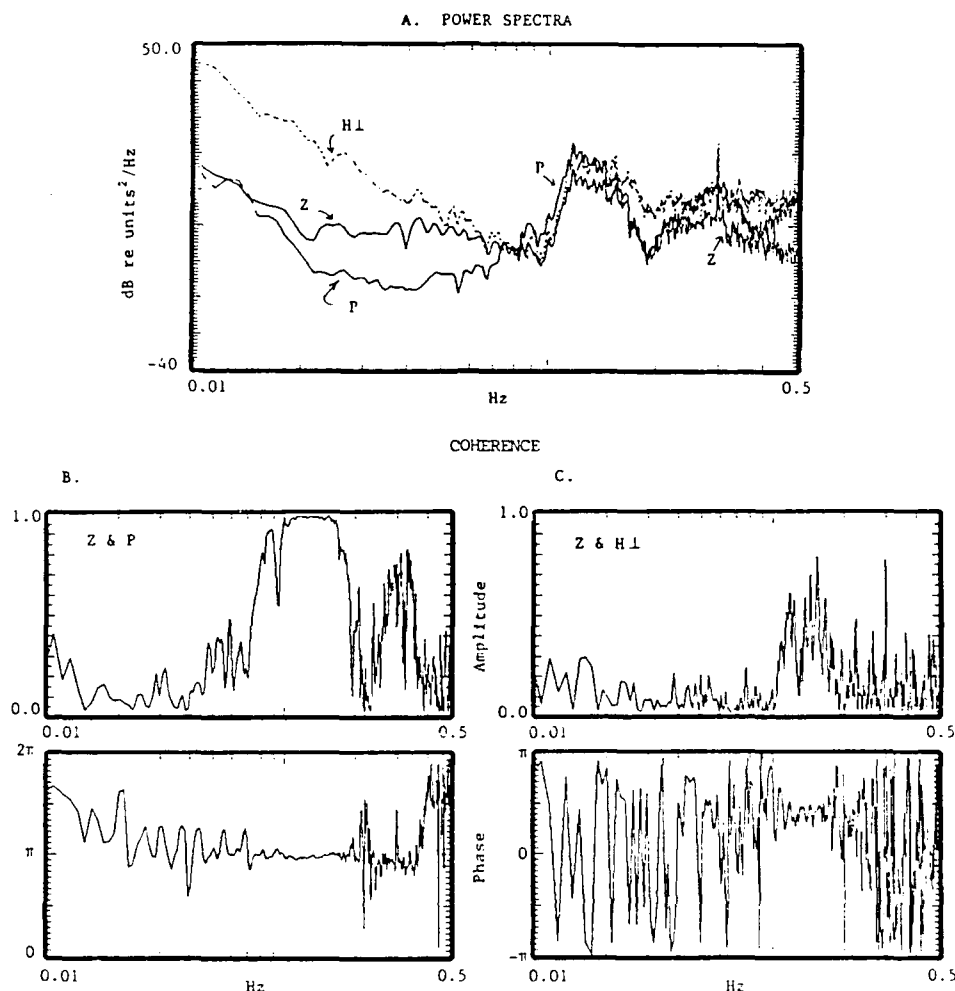 A. POWER SPECTRA
50.0
H⊥
P
Z
dB re units²/Hz
Z
P
-40
0.01
0.5
Hz
COHERENCE
B.
C.
1.0
Z & P
1.0
Z & H⊥
Amplitude
0.0
0.0
0.01
0.5
0.01
0.5
2π
π
π
Phase
0
0
-π
0.01
0.5
0.01
0.5
Hz
Hz